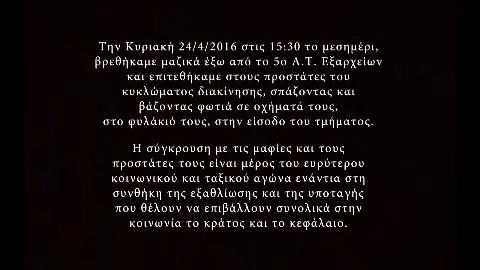 Την Κυριακή 24/4/2016 στις 15:30 το μεσημέρι,
βρεθήκαμε μαζικά έξω από το 5ο Α.Τ. Εξαρχείων
και επιτεθήκαμε στους προστάτες του
κυκλώματος διακίνησης, σπάζοντας και
βάζοντας φωτιά σε οχήματά τους,
στο φυλάκιό τους, στην είσοδο του τμήματος.
Η σύγκρουση με τις μαφίες και τους
προστάτες τους είναι μέρος του ευρύτερου
κοινωνικού και ταξικού αγώνα ενάντια στη
συνθήκη της εξαθλίωσης και της υποταγής
που θέλουν να επιβάλλουν συνολικά στην
κοινωνία το κράτος και το κεφάλαιο.